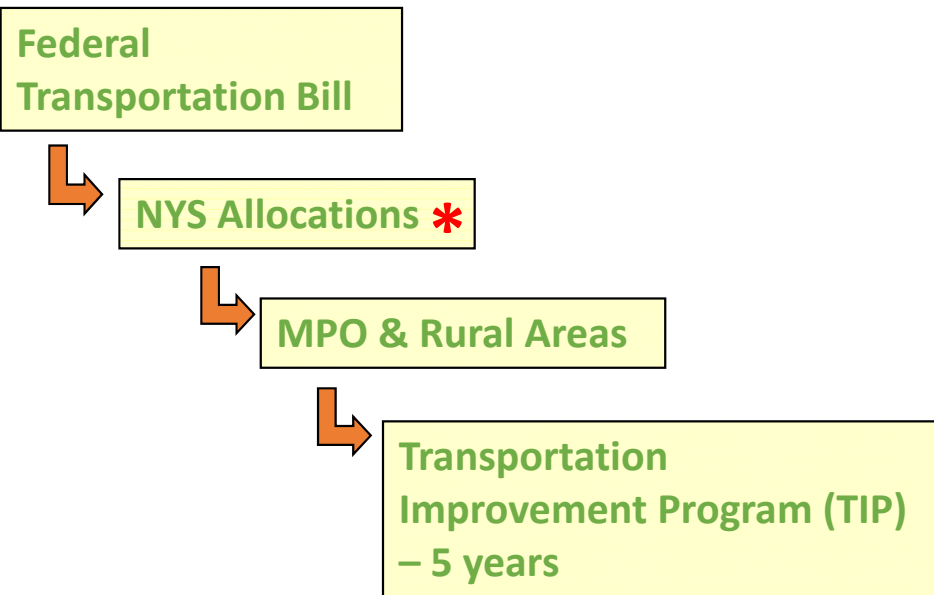 Federal
Transportation Bill
NYS Allocations *
MPO & Rural Areas
Transportation
Improvement Program (TIP)
– 5 years